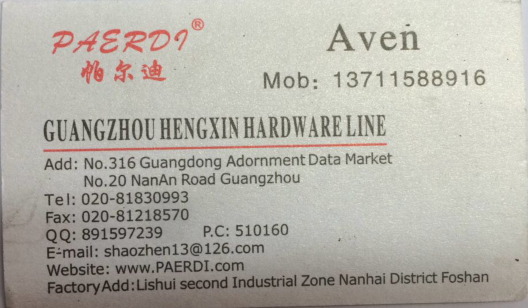 PAERDI®
帕尔迪
Aven
Mob: 13711588916
GUANGZHOU HENGXIN HARDWARE LINE
Add: No.316 Guangdong Adornment Data Market
No.20 NanAn Road Guangzhou
Tel: 020-81830993
Fax: 020-81218570
QQ: 891597239 P.C: 510160
E-mail: shaozhen13@126.com
Website: www.PAERDI.com
FactoryAdd:Lishui second Industrial Zone Nanhai District Foshan